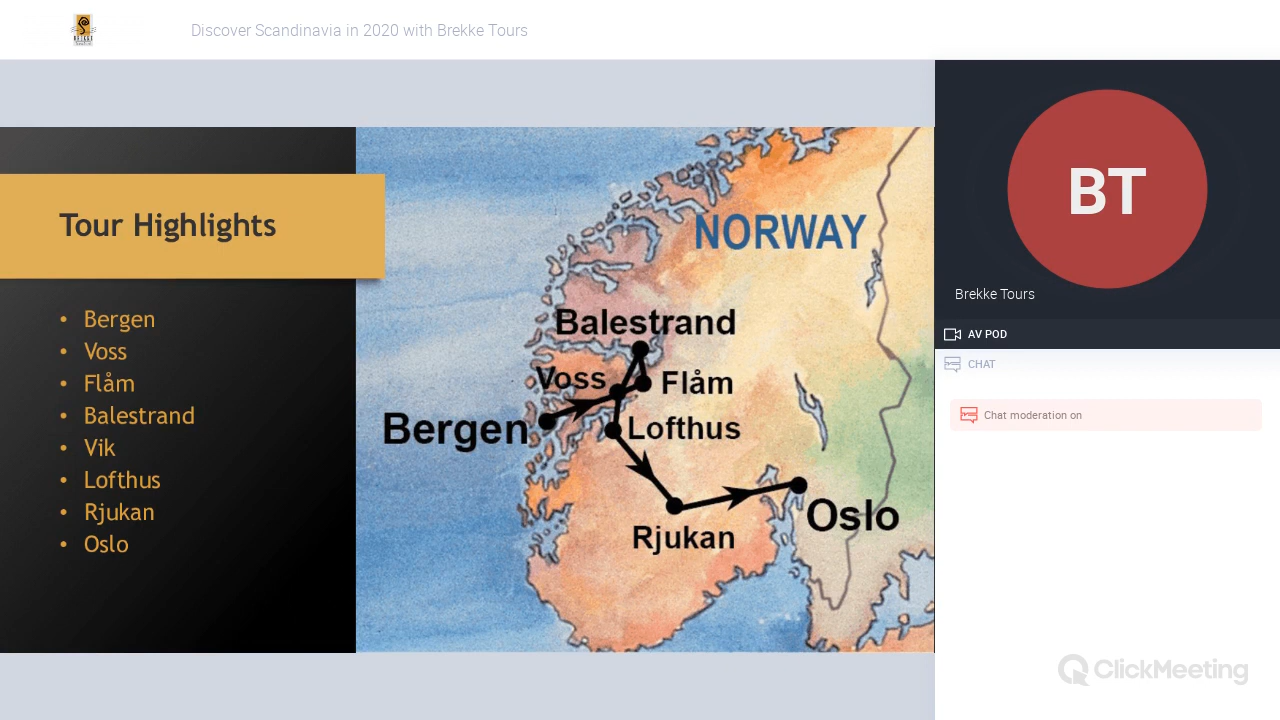 BREKKE
Discover Scandinavia in 2020 with Brekke Tours
Tour Highlights
• Bergen
• Voss
• Flåm
• Balestrand
• Vik
• Lofthus
• Rjukan
• Oslo
NORWAY
Balestrand
Voss
Flåm
Bergen
Lofthus
Oslo
Rjukan
BT
Brekke Tours
AV POD
CHAT
Chat moderation on
ClickMeeting